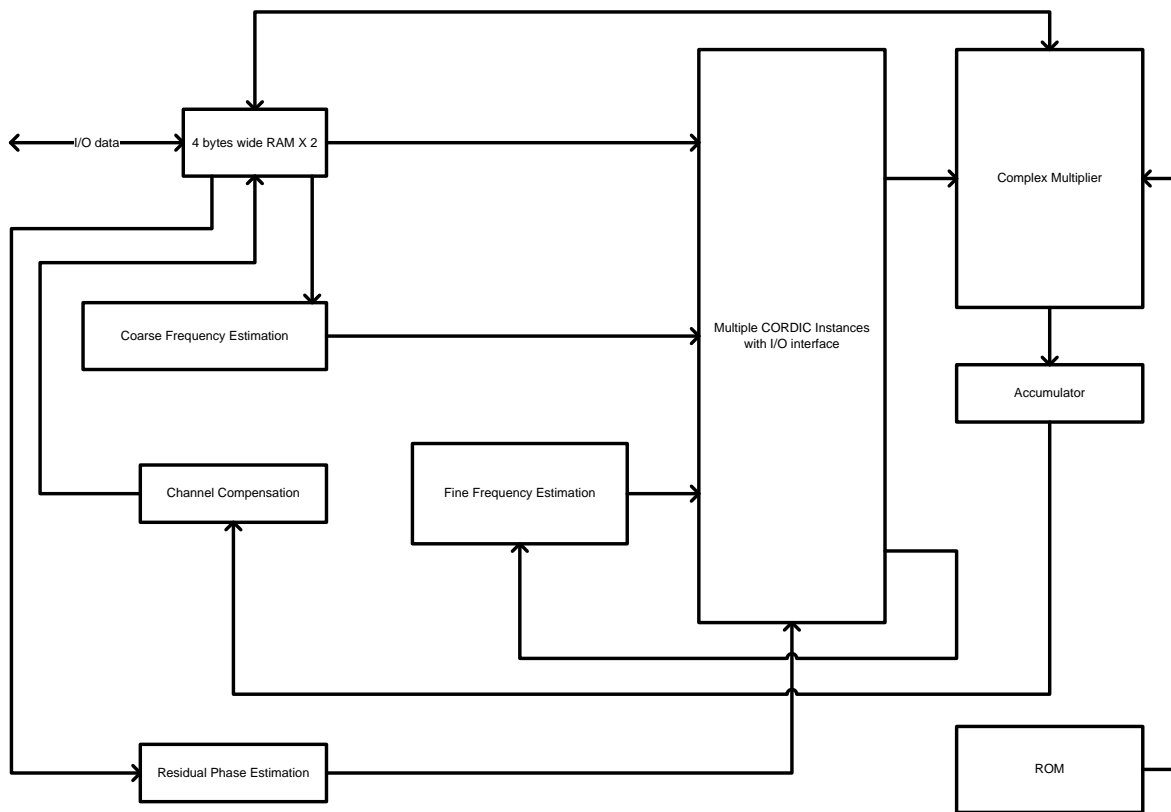 I/O data
4 bytes wide RAM X 2
Complex Multiplier
Coarse Frequency Estimation
Multiple CORDIC Instances
with I/O interface
Accumulator
Channel Compensation
Fine Frequency Estimation
Residual Phase Estimation
ROM